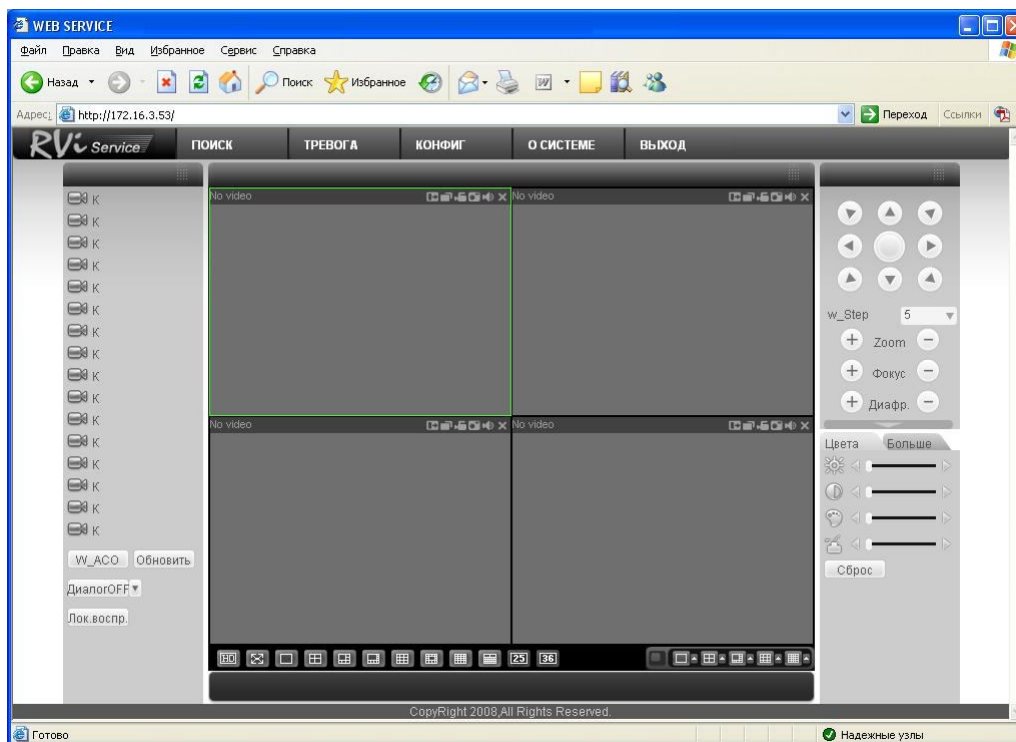 WEB SERVICE
Файл Правка Вид Избранное Сервис Справка
Назад Поиск Избранное
Адрес: http://172.16.3.53/ Переход Ссылки
RVi Service ПОИСК ТРЕВОГА КОНФИГ О СИСТЕМЕ ВЫХОД
No video No video
К
К
К
К
К
К
w_Step 5
К
Zoom
К
К
Фокус
К
Диафр.
К
No video No video
К
Цвета Больше
К
К
К
К
W_ACO Обновить
Сброс
ДиалогOFF
Лок.воспр.
HD 25 36
CopyRight 2008,All Rights Reserved.
Готово Надежные узлы